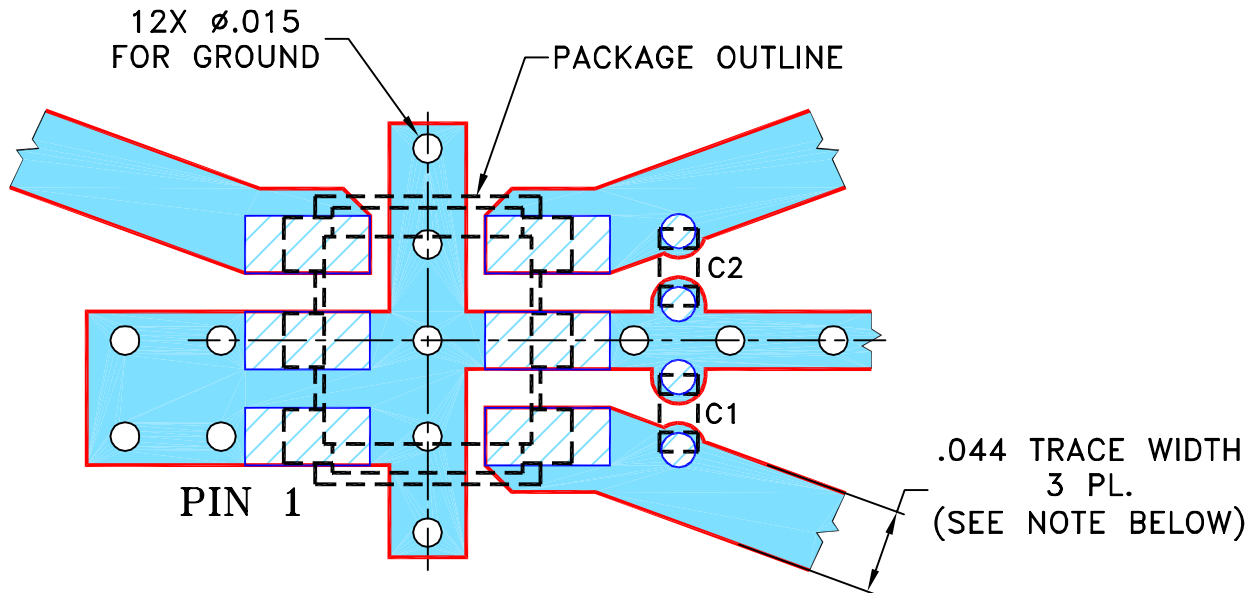 12X ø.015
FOR GROUND
PACKAGE OUTLINE
C2
C1
PIN 1
.044 TRACE WIDTH
3 PL.
(SEE NOTE BELOW)